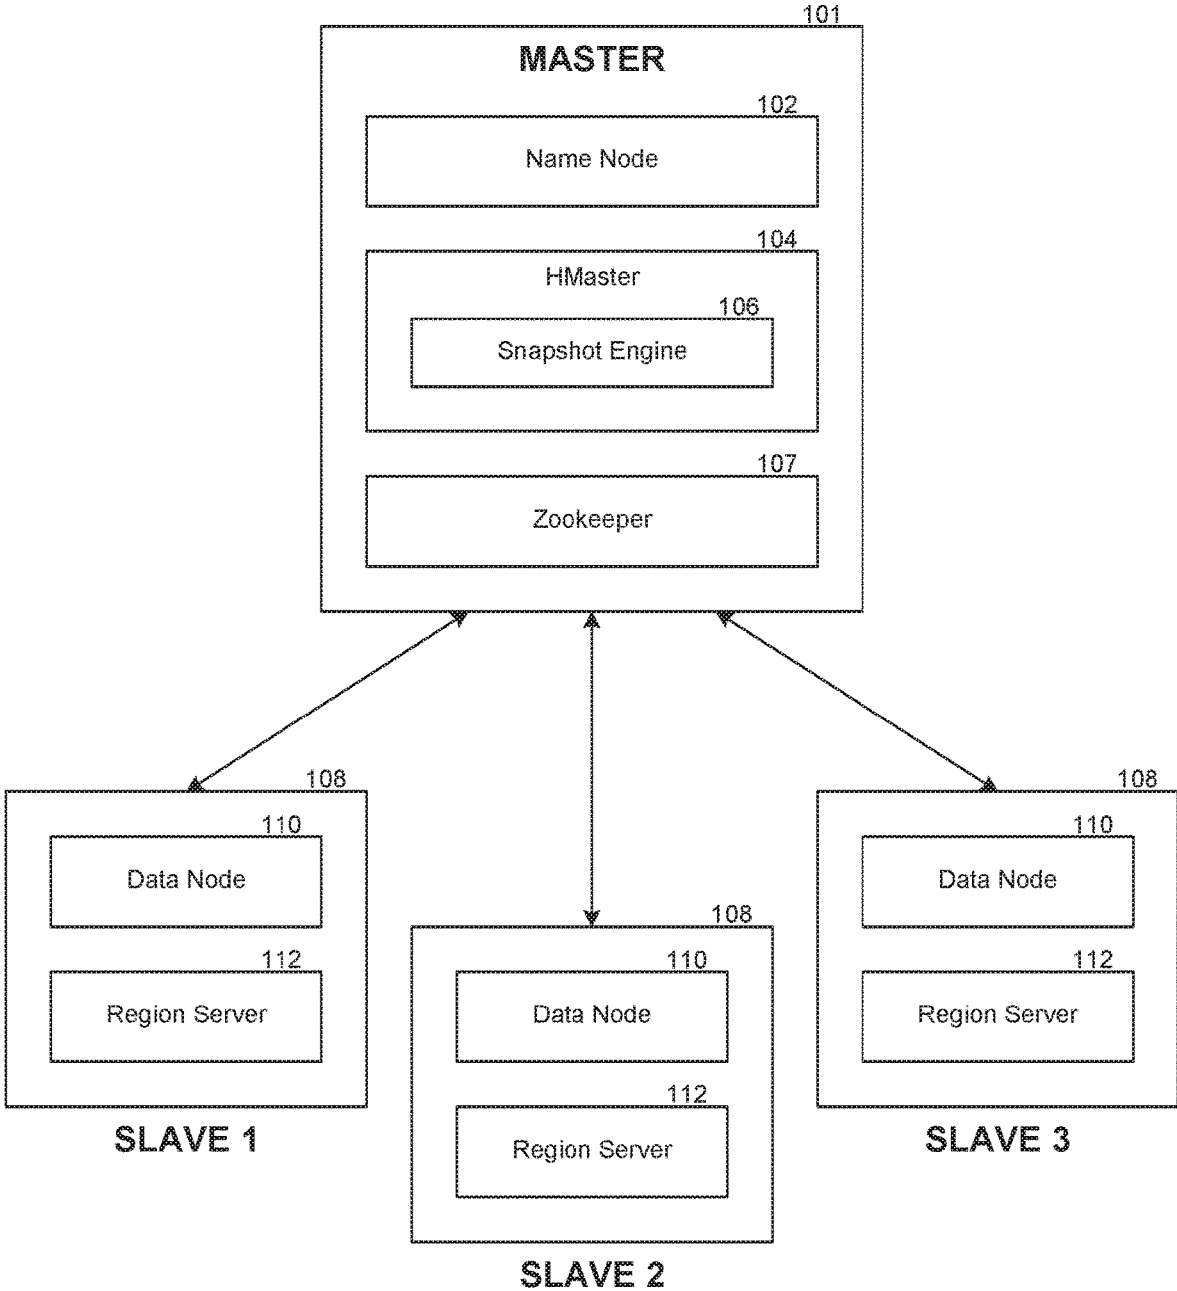 101
MASTER
102
Name Node
104
HMaster
106
Snapshot Engine
107
Zookeeper
108
110
Data Node
112
Region Server
SLAVE 1
108
110
Data Node
112
Region Server
SLAVE 2
108
110
Data Node
112
Region Server
SLAVE 3